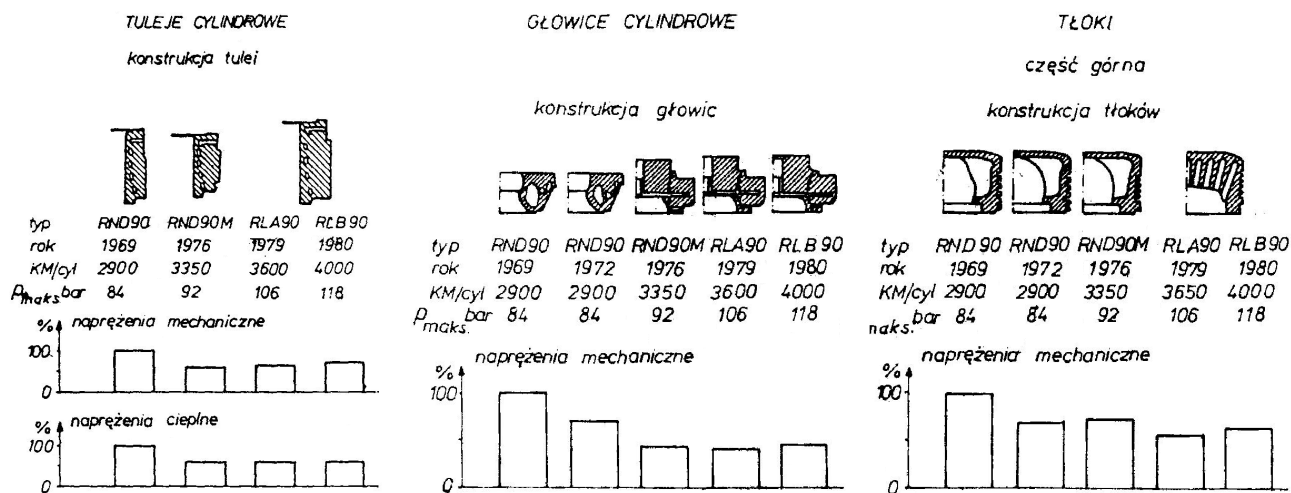 TULEJE CYLINDROWE
konstrukcja tulei
typ RND90 RND90M RLA90 RLB90
rok 1969 1976 1979 1980
KM/cyl 2900 3350 3600 4000
Pmaks. bar 84 92 106 118
% naprężenia mechaniczne
100
0
% naprężenia cieplne
100
0
GŁOWICE CYLINDROWE
konstrukcja głowic
typ RND90 RND90 RND90M RLA90 RLB90
rok 1969 1972 1976 1979 1980
KM/cyl 2900 2900 3350 3600 4000
Pmaks. bar 84 84 92 106 118
% naprężenia mechaniczne
100
0
TŁOKI
część górna
konstrukcja tłoków
typ RND90 RND90 RND90M RLA90 RLB90
rok 1969 1972 1976 1979 1980
KM/cyl 2900 2900 3350 3650 4000
naks. bar 84 84 92 106 118
% naprężenia mechaniczne
100
0